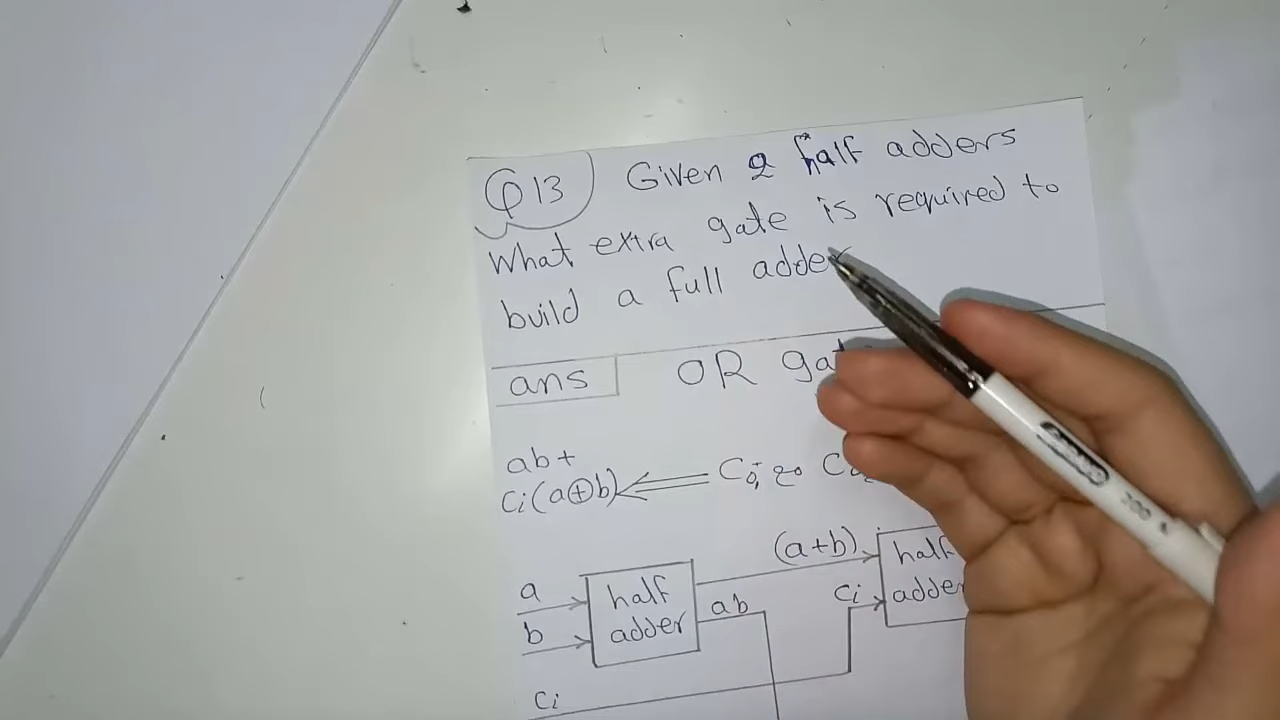 Q13 Given 2 half adders
What extra gate is required to
build a full adder
ans OR
ab+
Ci(a⊕b)
(a+b)
a half
b adder
ab
half
adder
Ci
Ci